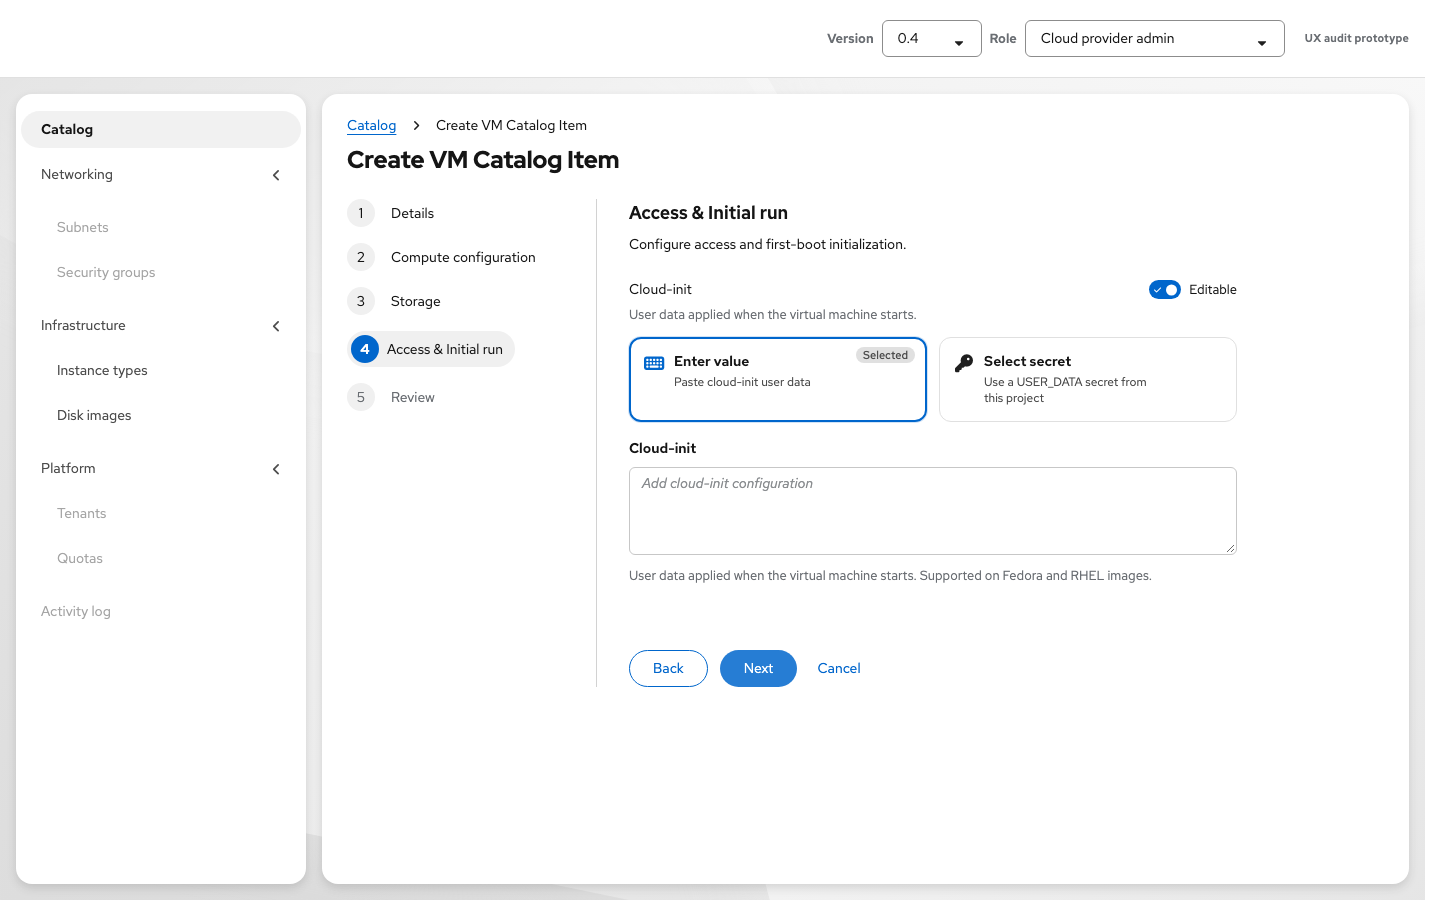 Version 0.4 Role Cloud provider admin UX audit prototype
Catalog
Networking
Subnets
Security groups
Infrastructure
Instance types
Disk images
Platform
Tenants
Quotas
Activity log
Catalog Create VM Catalog Item
Create VM Catalog Item
1 Details
2 Compute configuration
3 Storage
4 Access & Initial run
5 Review
Access & Initial run
Configure access and first-boot initialization.
Cloud-init Editable
User data applied when the virtual machine starts.
Enter value Selected
Paste cloud-init user data
Select secret
Use a USER_DATA secret from
this project
Cloud-init
Add cloud-init configuration
User data applied when the virtual machine starts. Supported on Fedora and RHEL images.
Back Next Cancel